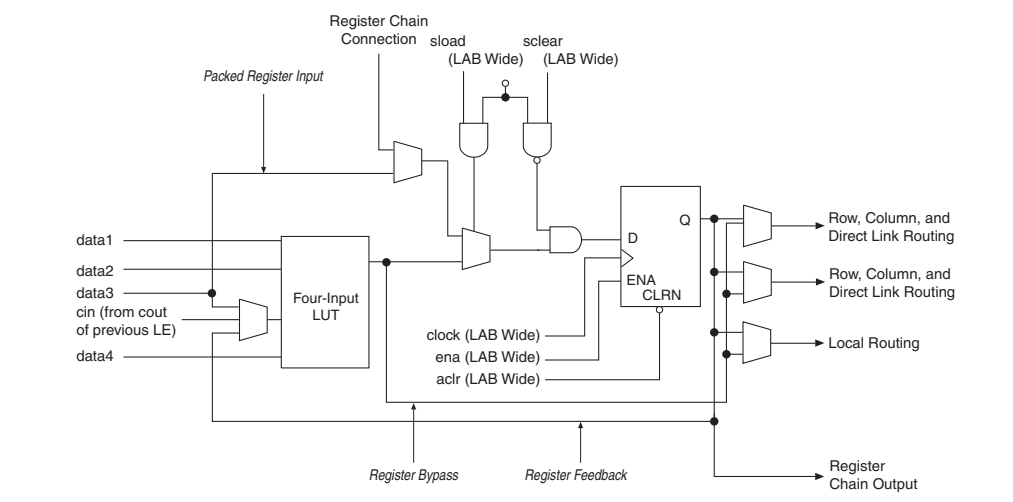 Register Chain
Connection
sload
(LAB Wide)
sclear
(LAB Wide)
Packed Register Input
data1
data2
data3
cin (from cout
of previous LE)
data4
Four-Input
LUT
Q
D
ENA
CLRN
clock (LAB Wide)
ena (LAB Wide)
aclr (LAB Wide)
Row, Column, and
Direct Link Routing
Row, Column, and
Direct Link Routing
Local Routing
Register Bypass
Register Feedback
Register
Chain Output